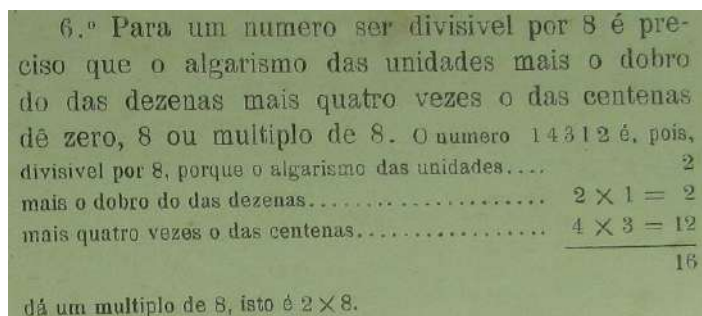 6.º Para um numero ser divisivel por 8 é pre-
ciso que o algarismo das unidades mais o dobro
do das dezenas mais quatro vezes o das centenas
dê zero, 8 ou multiplo de 8. O numero 14312 é, pois,
divisivel por 8, porque o algarismo das unidades.... 2
mais o dobro do das dezenas..................... 2 × 1 = 2
mais quatro vezes o das centenas................. 4 × 3 = 12
16
dá um multiplo de 8, isto é 2 × 8.